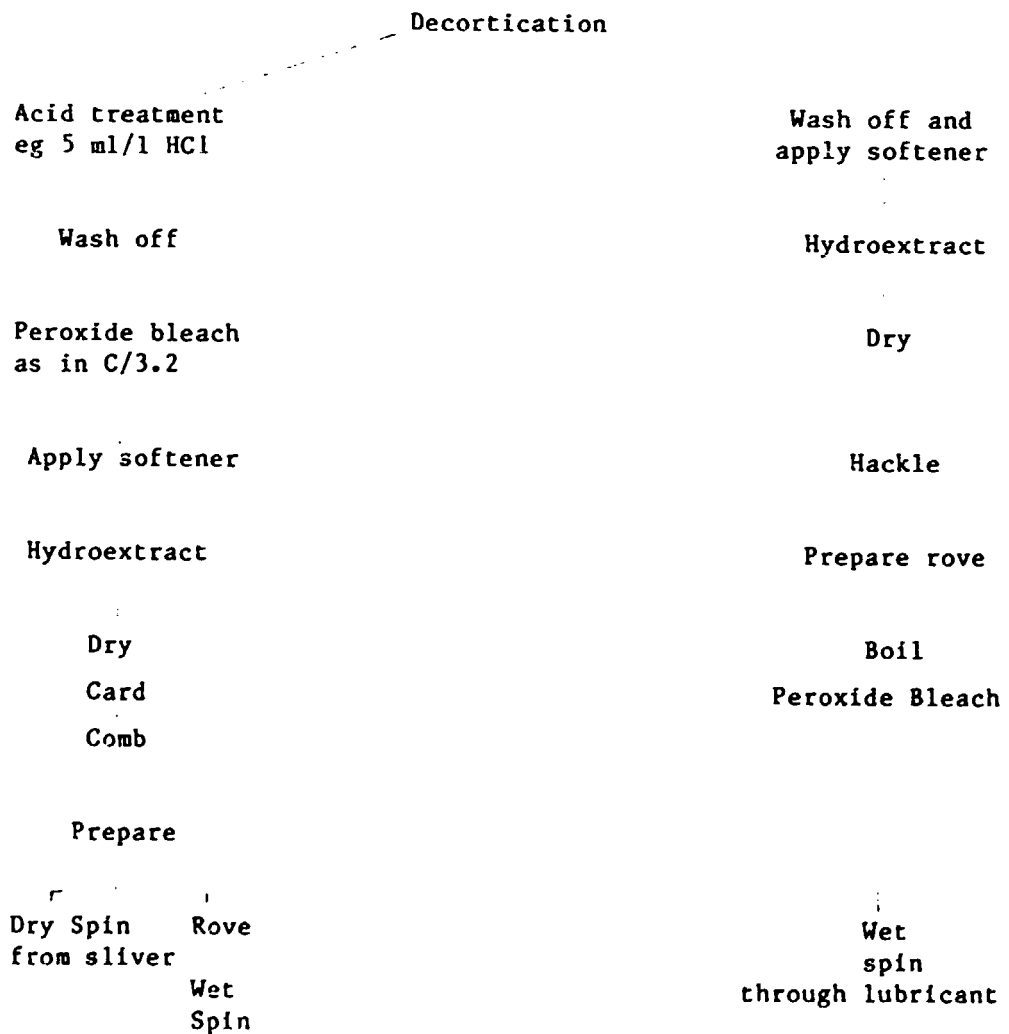 Decortication
Acid treatment
eg 5 ml/l HCl
Wash off
Peroxide bleach
as in C/3.2
Apply softener
Hydroextract
Dry
Card
Comb
Prepare
Dry Spin
from sliver
Rove
Wet
Spin
Wash off and
apply softener
Hydroextract
Dry
Hackle
Prepare rove
Boil
Peroxide Bleach
Wet
spin
through lubricant